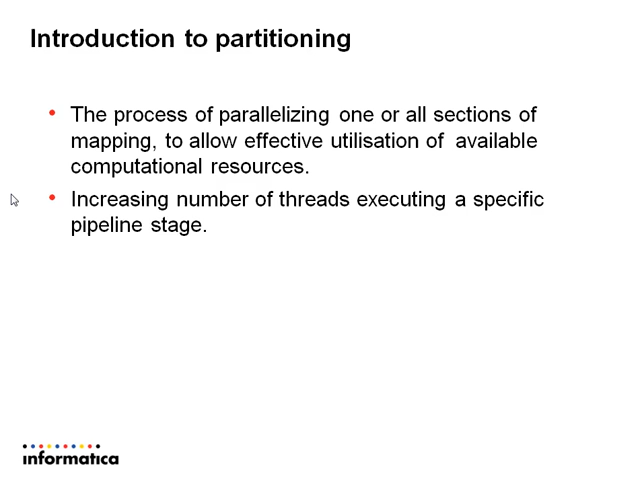 Introduction to partitioning
• The process of parallelizing one or all sections of
mapping, to allow effective utilisation of available
computational resources.
• Increasing number of threads executing a specific
pipeline stage.
informatica